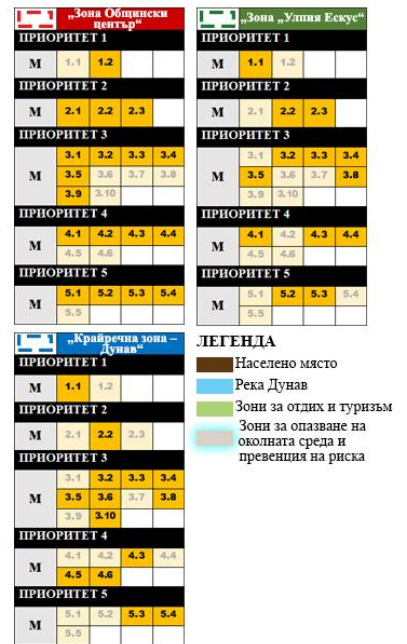 „Зона Общински
център“
ПРИОРИТЕТ 1
М 1.1 1.2
ПРИОРИТЕТ 2
М 2.1 2.2 2.3
ПРИОРИТЕТ 3
3.1 3.2 3.3 3.4
М 3.5 3.6 3.7 3.8
3.9 3.10
ПРИОРИТЕТ 4
М 4.1 4.2 4.3 4.4
4.5 4.6
ПРИОРИТЕТ 5
М 5.1 5.2 5.3 5.4
5.5
„Зона „Улпия Ескус“
ПРИОРИТЕТ 1
М 1.1 1.2
ПРИОРИТЕТ 2
М 2.1 2.2 2.3
ПРИОРИТЕТ 3
3.1 3.2 3.3 3.4
М 3.5 3.6 3.7 3.8
3.9 3.10
ПРИОРИТЕТ 4
М 4.1 4.2 4.3 4.4
4.5 4.6
ПРИОРИТЕТ 5
М 5.1 5.2 5.3 5.4
5.5
„Крайречна зона –
Дунав“
ПРИОРИТЕТ 1
М 1.1 1.2
ПРИОРИТЕТ 2
М 2.1 2.2 2.3
ПРИОРИТЕТ 3
3.1 3.2 3.3 3.4
М 3.5 3.6 3.7 3.8
3.9 3.10
ПРИОРИТЕТ 4
М 4.1 4.2 4.3 4.4
4.5 4.6
ПРИОРИТЕТ 5
М 5.1 5.2 5.3 5.4
5.5
ЛЕГЕНДА
Населено място
Река Дунав
Зони за отдих и туризъм
Зони за опазване на
околната среда и
превенция на риска